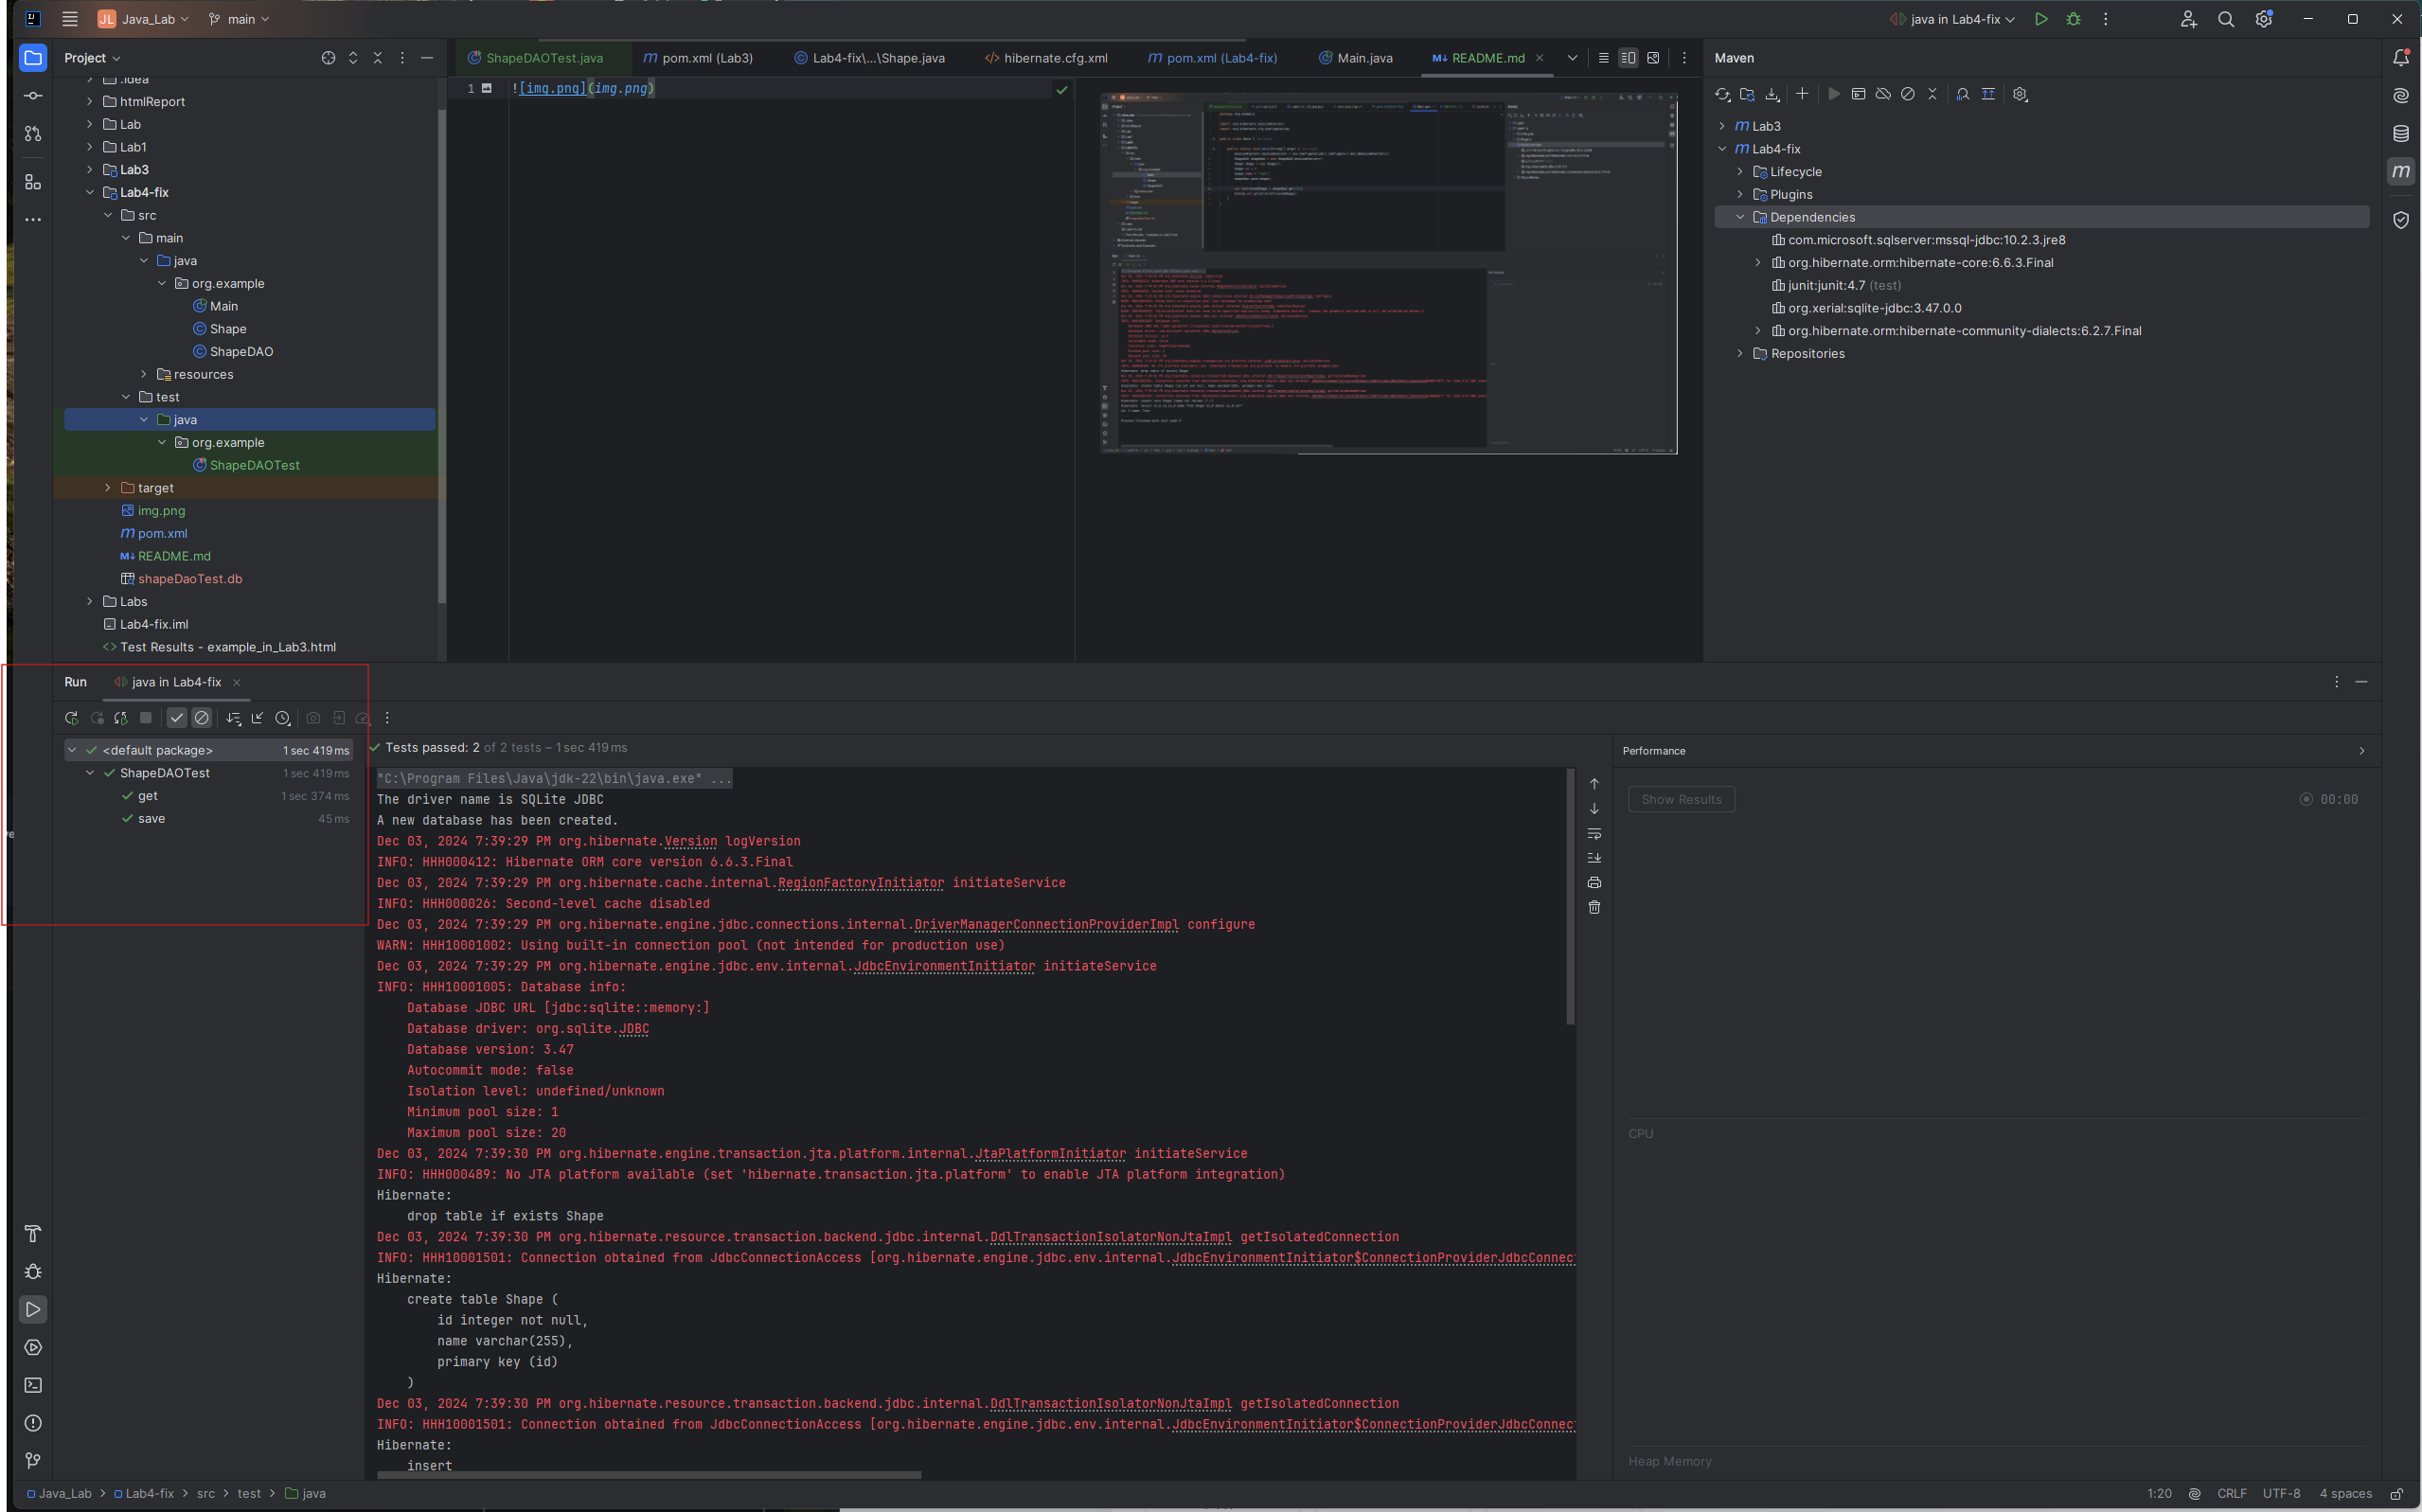 JL Java_Lab main
java in Lab4-fix
Project
.idea
htmlReport
Lab
Lab1
Lab3
Lab4-fix
src
main
java
org.example
Main
Shape
ShapeDAO
resources
test
java
org.example
ShapeDAOTest
target
img.png
pom.xml
README.md
shapeDaoTest.db
Labs
Lab4-fix.iml
Test Results - example_in_Lab3.html
ShapeDAOTest.java pom.xml (Lab3) Lab4-fix\...\Shape.java hibernate.cfg.xml pom.xml (Lab4-fix) Main.java README.md
1 ![img.png](img.png)
Maven
Lab3
Lab4-fix
Lifecycle
Plugins
Dependencies
com.microsoft.sqlserver:mssql-jdbc:10.2.3.jre8
org.hibernate.orm:hibernate-core:6.6.3.Final
junit:junit:4.7 (test)
org.xerial:sqlite-jdbc:3.47.0.0
org.hibernate.orm:hibernate-community-dialects:6.2.7.Final
Repositories
Run java in Lab4-fix
<default package> 1 sec 419 ms
ShapeDAOTest 1 sec 419 ms
get 1 sec 374 ms
save 45 ms
Tests passed: 2 of 2 tests – 1 sec 419 ms
"C:\Program Files\Java\jdk-22\bin\java.exe" ...
The driver name is SQLite JDBC
A new database has been created.
Dec 03, 2024 7:39:29 PM org.hibernate.Version logVersion
INFO: HHH000412: Hibernate ORM core version 6.6.3.Final
Dec 03, 2024 7:39:29 PM org.hibernate.cache.internal.RegionFactoryInitiator initiateService
INFO: HHH000026: Second-level cache disabled
Dec 03, 2024 7:39:29 PM org.hibernate.engine.jdbc.connections.internal.DriverManagerConnectionProviderImpl configure
WARN: HHH10001002: Using built-in connection pool (not intended for production use)
Dec 03, 2024 7:39:29 PM org.hibernate.engine.jdbc.env.internal.JdbcEnvironmentInitiator initiateService
INFO: HHH10001005: Database info:
Database JDBC URL [jdbc:sqlite::memory:]
Database driver: org.sqlite.JDBC
Database version: 3.47
Autocommit mode: false
Isolation level: undefined/unknown
Minimum pool size: 1
Maximum pool size: 20
Dec 03, 2024 7:39:30 PM org.hibernate.engine.transaction.jta.platform.internal.JtaPlatformInitiator initiateService
INFO: HHH000489: No JTA platform available (set 'hibernate.transaction.jta.platform' to enable JTA platform integration)
Hibernate:
drop table if exists Shape
Dec 03, 2024 7:39:30 PM org.hibernate.resource.transaction.backend.jdbc.internal.DdlTransactionIsolatorNonJtaImpl getIsolatedConnection
INFO: HHH10001501: Connection obtained from JdbcConnectionAccess [org.hibernate.engine.jdbc.env.internal.JdbcEnvironmentInitiator$ConnectionProviderJdbcConnect
Hibernate:
create table Shape (
id integer not null,
name varchar(255),
primary key (id)
)
Dec 03, 2024 7:39:30 PM org.hibernate.resource.transaction.backend.jdbc.internal.DdlTransactionIsolatorNonJtaImpl getIsolatedConnection
INFO: HHH10001501: Connection obtained from JdbcConnectionAccess [org.hibernate.engine.jdbc.env.internal.JdbcEnvironmentInitiator$ConnectionProviderJdbcConnect
Hibernate:
insert
Performance
Show Results 00:00
CPU
Heap Memory
Java_Lab > Lab4-fix > src > test > java
1:20 CRLF UTF-8 4 spaces